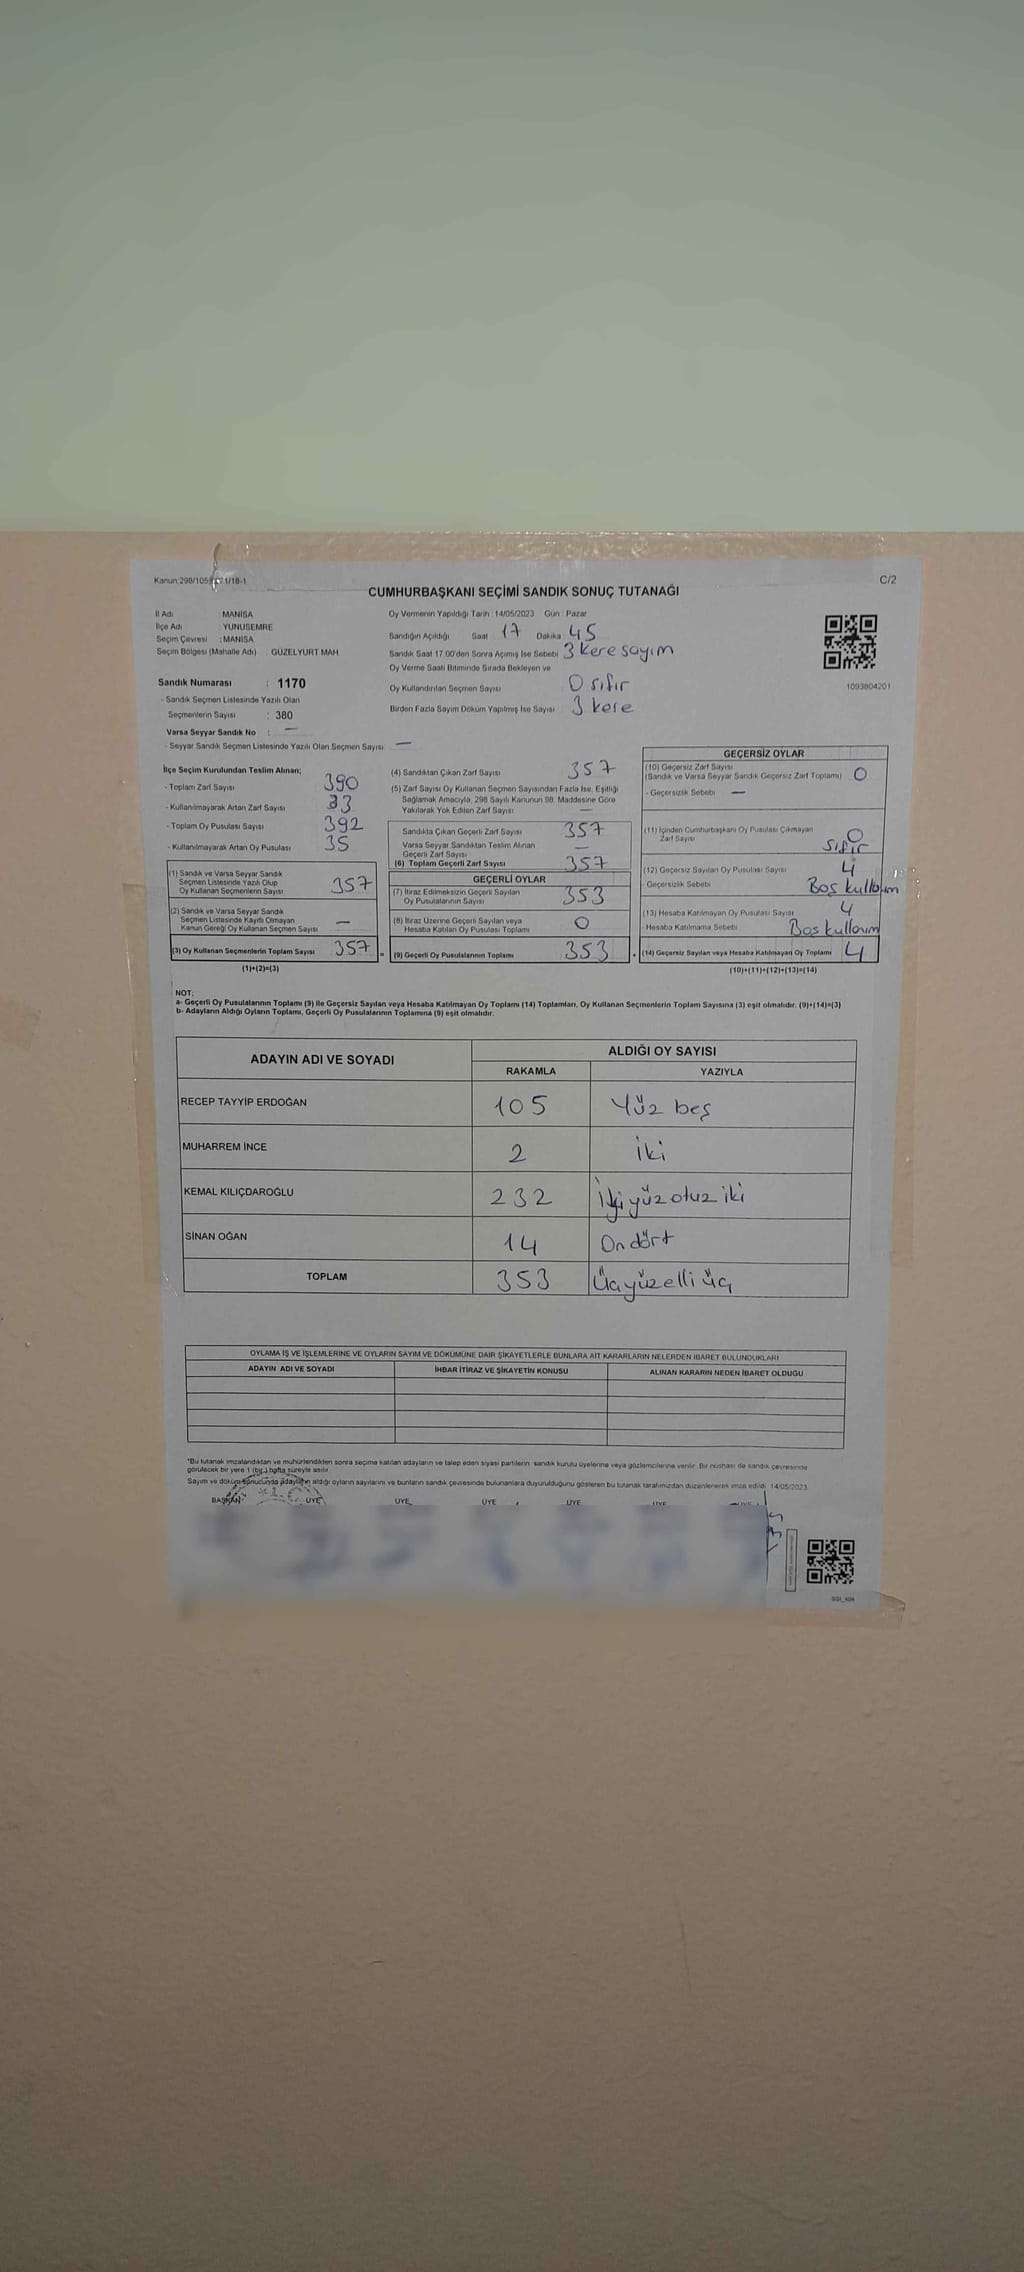 Kanun:298/105 1/18-1
C/2
CUMHURBAŞKANI SEÇİMİ SANDIK SONUÇ TUTANAĞI
İl Adı MANİSA
İlçe Adı YUNUSEMRE
Seçim Çevresi : MANİSA
Seçim Bölgesi (Mahalle Adı) : GÜZELYURT MAH
Sandık Numarası : 1170
- Sandık Seçmen Listesinde Yazılı Olan
Seçmenlerin Sayısı : 380
Varsa Seyyar Sandık No : —
- Seyyar Sandık Seçmen Listesinde Yazılı Olan Seçmen Sayısı —
Oy Vermenin Yapıldığı Tarih : 14/05/2023 Gün : Pazar
Sandığın Açıldığı Saat 17 Dakika 45
Sandık Saat 17.00'den Sonra Açımış İse Sebebi 3 kere sayım
Oy Verme Saati Bitiminde Sırada Bekleyen ve
Oy Kullandırılan Seçmen Sayısı 0 sıfır
Birden Fazla Sayım Döküm Yapılmış İse Sayısı 3 kere
1093804201
İlçe Seçim Kurulundan Teslim Alınan;
- Toplam Zarf Sayısı 390
- Kullanılmayarak Artan Zarf Sayısı 33
- Toplam Oy Pusulası Sayısı 392
- Kullanılmayarak Artan Oy Pusulası 35
(1) Sandık ve Varsa Seyyar Sandık
Seçmen Listesinde Yazılı Olup
Oy Kullanan Seçmenlerin Sayısı 357
(2) Sandık ve Varsa Seyyar Sandık
Seçmen Listesinde Kayıtlı Olmayan
Kanun Gereği Oy Kullanan Seçmen Sayısı —
(3) Oy Kullanan Seçmenlerin Toplam Sayısı 357
(1)+(2)=(3)
(4) Sandıktan Çıkan Zarf Sayısı 357
(5) Zarf Sayısı Oy Kullanan Seçmen Sayısından Fazla İse, Eşitliği
Sağlamak Amacıyla, 298 Sayılı Kanunun 98. Maddesine Göre
Yakılarak Yok Edilen Zarf Sayısı —
Sandıkta Çıkan Geçerli Zarf Sayısı 357
Varsa Seyyar Sandıktan Teslim Alınan
Geçerli Zarf Sayısı —
(6) Toplam Geçerli Zarf Sayısı 357
GEÇERLİ OYLAR
(7) İtiraz Edilmeksizin Geçerli Sayılan
Oy Pusulalarının Sayısı 353
(8) İtiraz Üzerine Geçerli Sayılan veya
Hesaba Katılan Oy Pusulası Toplamı 0
(9) Geçerli Oy Pusulalarının Toplamı 353
GEÇERSİZ OYLAR
(10) Geçersiz Zarf Sayısı
(Sandık ve Varsa Seyyar Sandık Geçersiz Zarf Toplamı) 0
- Geçersizlik Sebebi —
(11) İçinden Cumhurbaşkanı Oy Pusulası Çıkmayan
Zarf Sayısı 0 sıfır
(12) Geçersiz Sayılan Oy Pusulası Sayısı 4
- Geçersizlik Sebebi Boş kullanım
(13) Hesaba Katılmayan Oy Pusulası Sayısı 4
- Hesaba Katılmama Sebebi Boş kullanım
(14) Geçersiz Sayılan veya Hesaba Katılmayan Oy Toplamı 4
(10)+(11)+(12)+(13)=(14)
NOT:
a- Geçerli Oy Pusulalarının Toplamı (9) ile Geçersiz Sayılan veya Hesaba Katılmayan Oy Toplamı (14) Toplamları, Oy Kullanan Seçmenlerin Toplam Sayısına (3) eşit olmalıdır. (9)+(14)=(3)
b- Adayların Aldığı Oyların Toplamı, Geçerli Oy Pusulalarının Toplamına (9) eşit olmalıdır.
ADAYIN ADI VE SOYADI ALDIĞI OY SAYISI
RAKAMLA YAZIYLA
RECEP TAYYİP ERDOĞAN 105 Yüz beş
MUHARREM İNCE 2 iki
KEMAL KILIÇDAROĞLU 232 İkiyüz otuz iki
SİNAN OĞAN 14 On dört
TOPLAM 353 Üçyüzelli üç
OYLAMA İŞ VE İŞLEMLERİNE VE OYLARIN SAYIM VE DÖKÜMÜNE DAİR ŞİKAYETLERLE BUNLARA AİT KARARLARIN NELERDEN İBARET BULUNDUKLARI
ADAYIN ADI VE SOYADI İHBAR İTİRAZ VE ŞİKAYETİN KONUSU ALINAN KARARIN NEDEN İBARET OLDUĞU
*Bu tutanak imzalandıktan ve mühürlendikten sonra seçime katılan adayların ve talep eden siyasi partilerin sandık kurulu üyelerine veya gözlemcilerine verilir. Bir nüshası da sandık çevresinde
görülecek bir yere 1 (bir) hafta süreyle asılır.
Sayım ve döküm sonucunda adayların aldığı oyların sayılarını ve bunların sandık çevresinde bulunanlara duyurulduğunu gösteren bu tutanak tarafımızdan düzenlenerek imza edildi. 14/05/2023
BAŞKAN ÜYE ÜYE ÜYE ÜYE ÜYE ÜYE